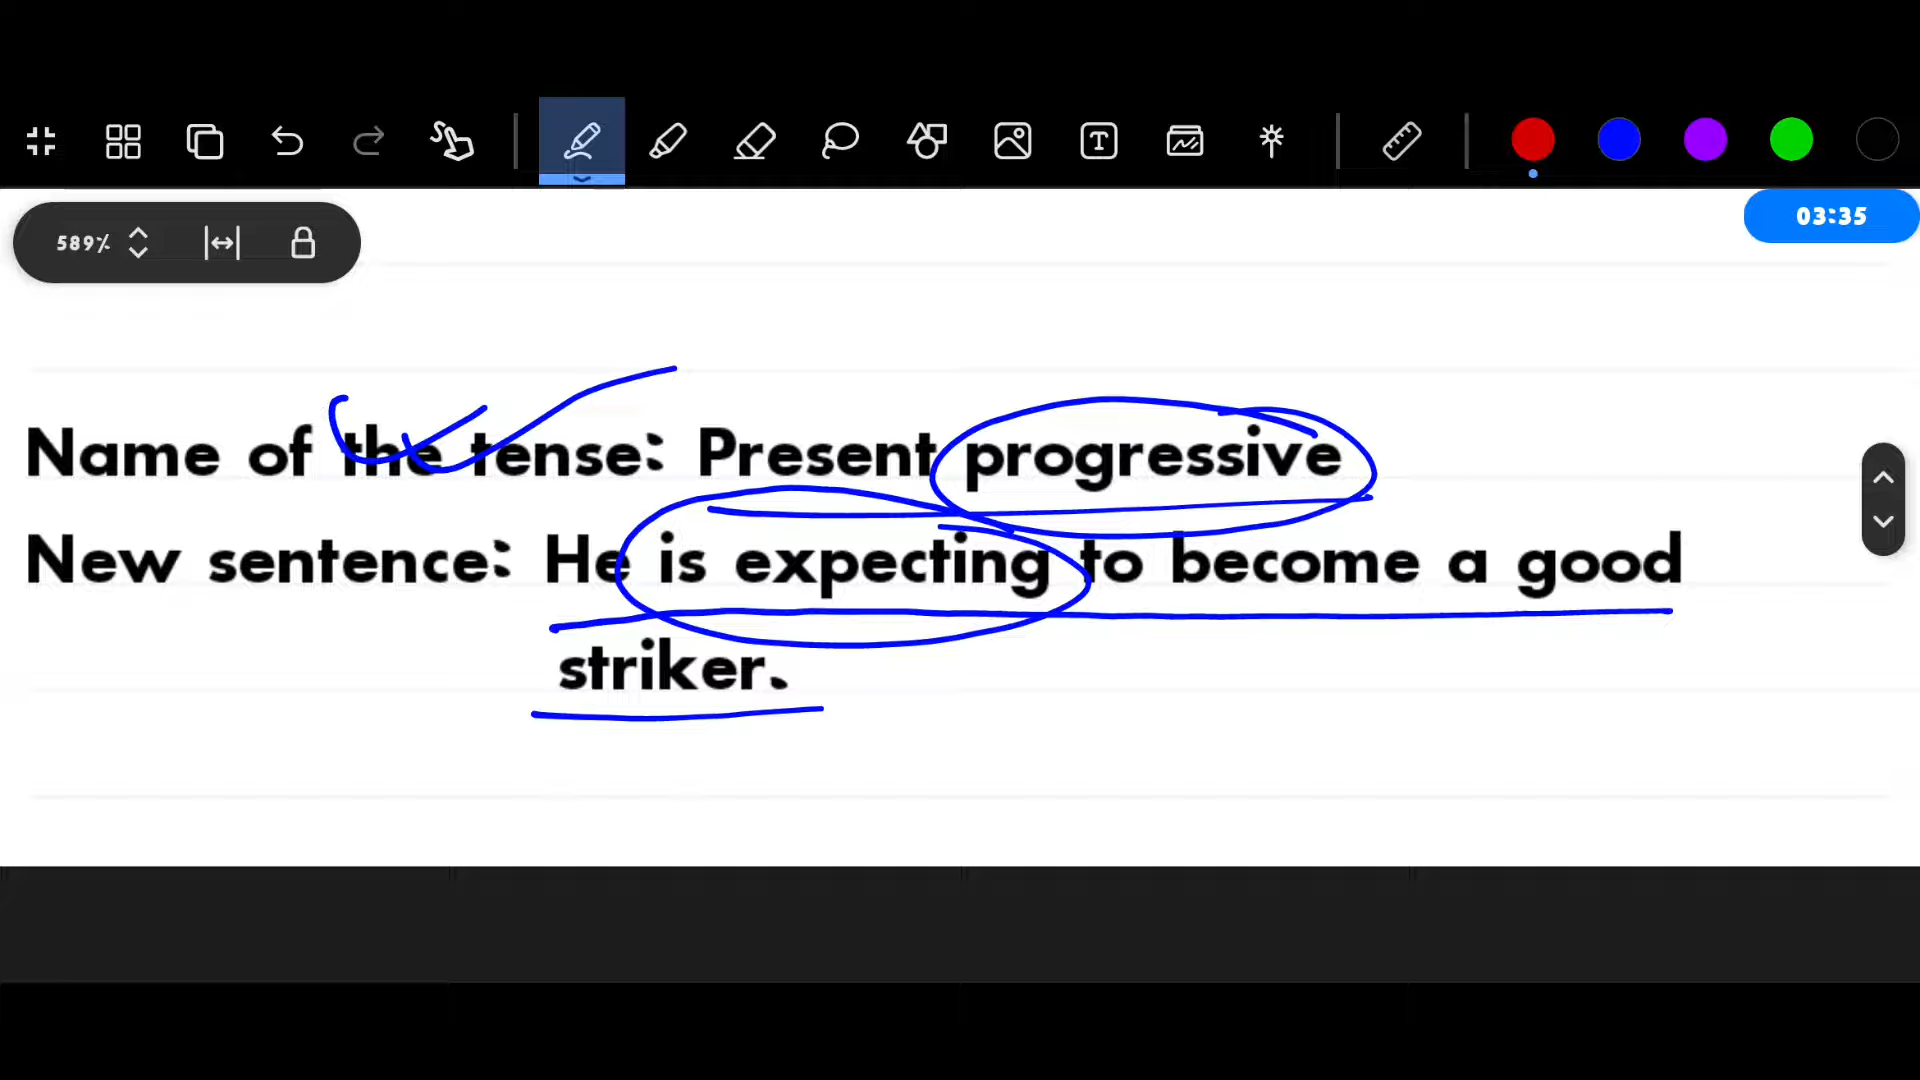 589%
03:35
Name of the tense: Present progressive
New sentence: He is expecting to become a good
striker.